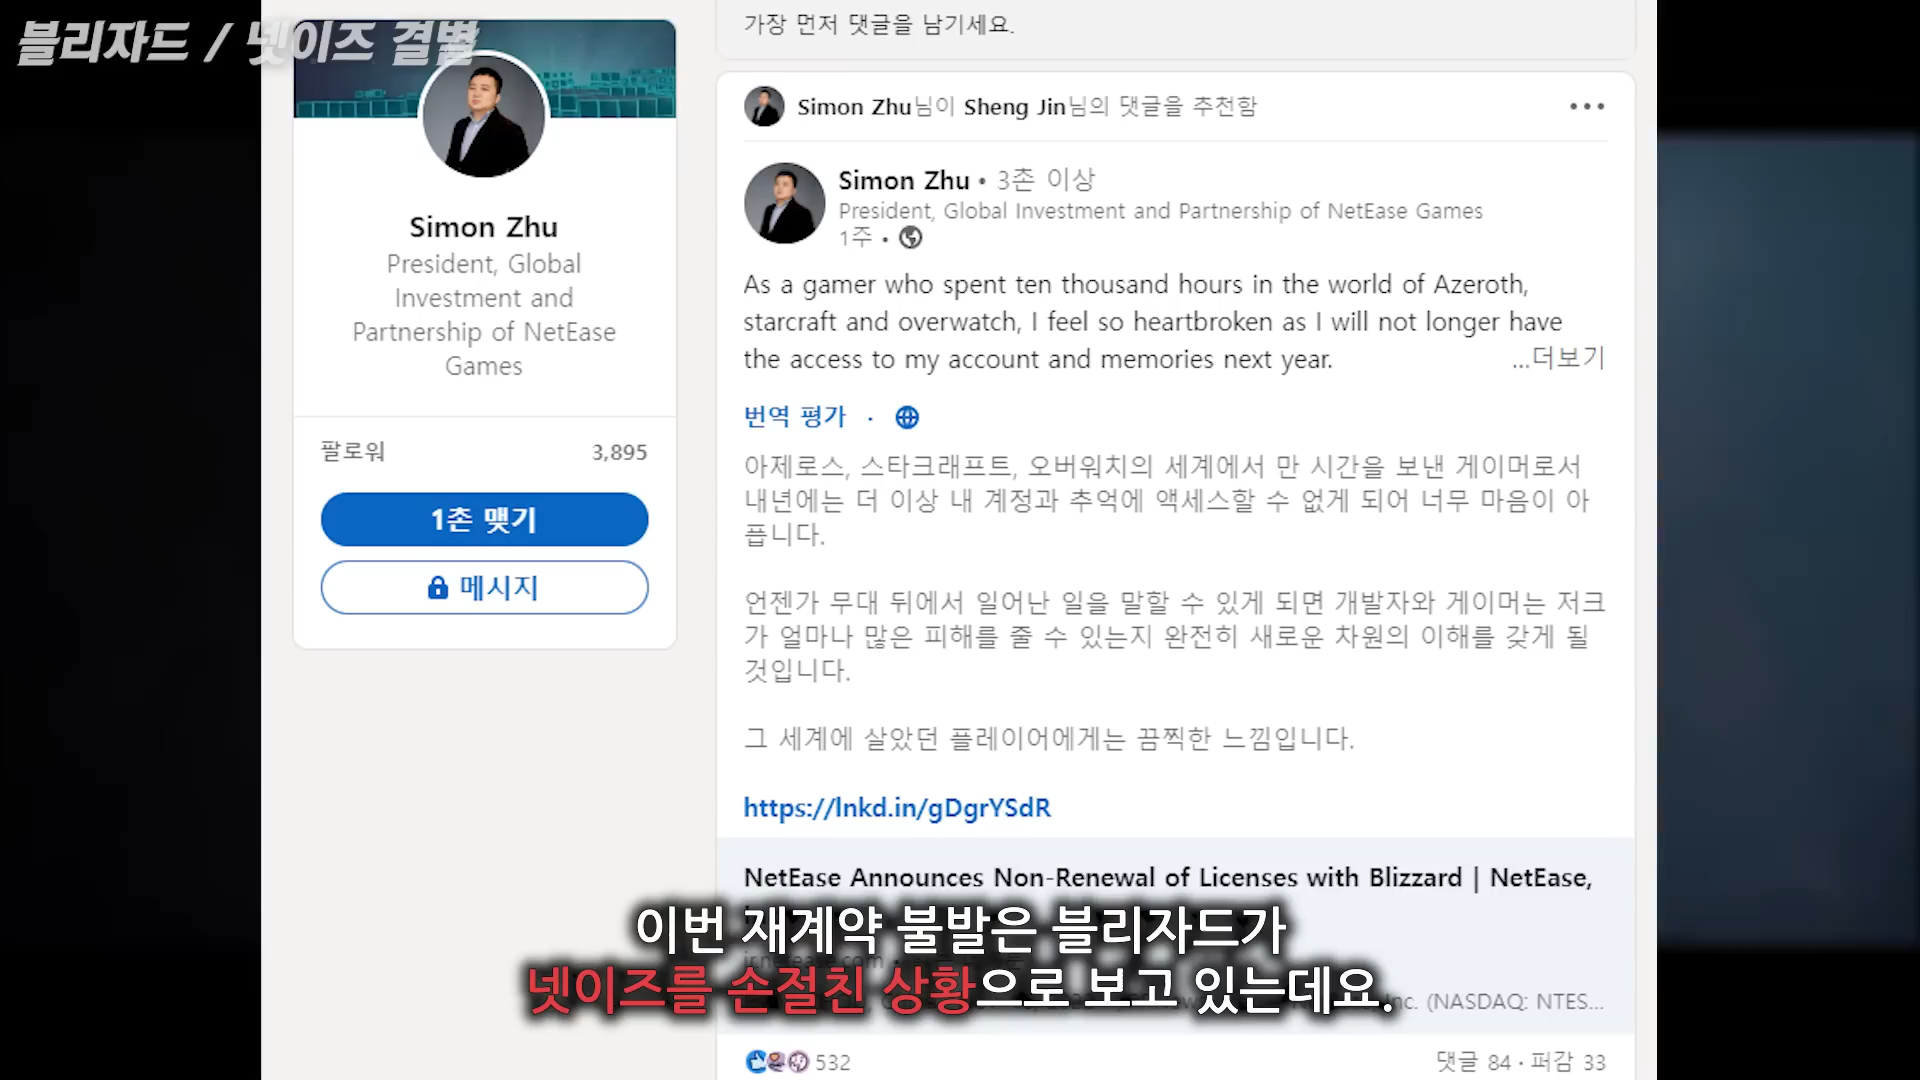 블리자드 / 넷이즈 결별
Simon Zhu
President, Global
Investment and
Partnership of NetEase
Games
팔로워 3,895
1촌 맺기
메시지
가장 먼저 댓글을 남기세요.
Simon Zhu님이 Sheng Jin님의 댓글을 추천함
Simon Zhu • 3촌 이상
President, Global Investment and Partnership of NetEase Games
1주 •
As a gamer who spent ten thousand hours in the world of Azeroth,
starcraft and overwatch, I feel so heartbroken as I will not longer have
the access to my account and memories next year. ...더보기
번역 평가 ·
아제로스, 스타크래프트, 오버워치의 세계에서 만 시간을 보낸 게이머로서
내년에는 더 이상 내 계정과 추억에 액세스할 수 없게 되어 너무 마음이 아
픕니다.
언젠가 무대 뒤에서 일어난 일을 말할 수 있게 되면 개발자와 게이머는 저크
가 얼마나 많은 피해를 줄 수 있는지 완전히 새로운 차원의 이해를 갖게 될
것입니다.
그 세계에 살았던 플레이어에게는 끔찍한 느낌입니다.
https://lnkd.in/gDgrYSdR
NetEase Announces Non-Renewal of Licenses with Blizzard | NetEase,
이번 재계약 불발은 블리자드가
넷이즈를 손절친 상황으로 보고 있는데요.
Inc. (NASDAQ: NTES...
532
댓글 84 · 퍼감 33